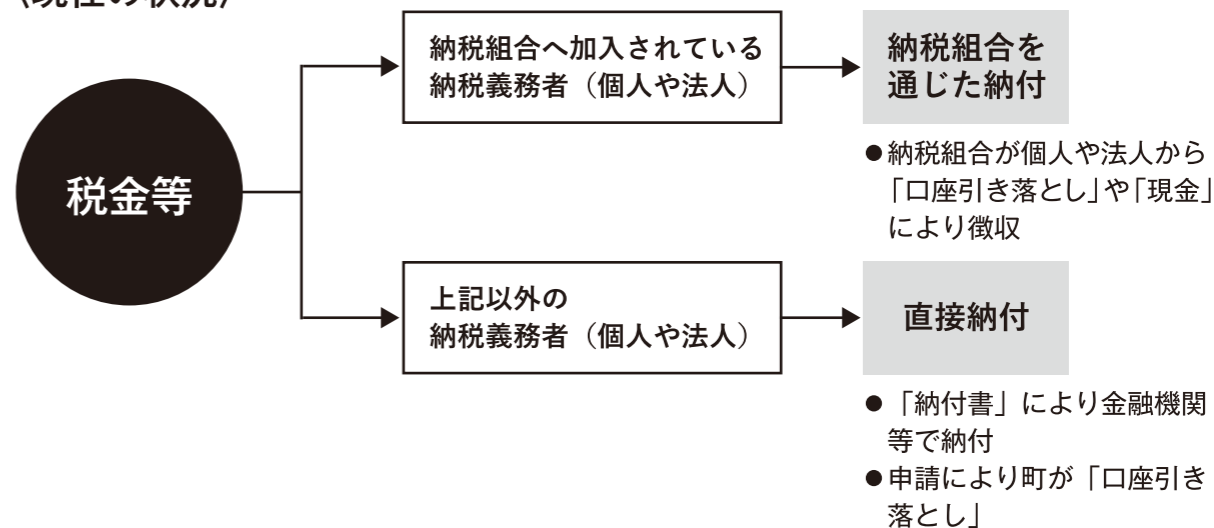 税金等
納税組合へ加入されている
納税義務者（個人や法人）
納税組合を
通じた納付
●納税組合が個人や法人から
「口座引き落とし」や「現金」
により徴収
上記以外の
納税義務者（個人や法人）
直接納付
●「納付書」により金融機関
等で納付
●申請により町が「口座引き
落とし」